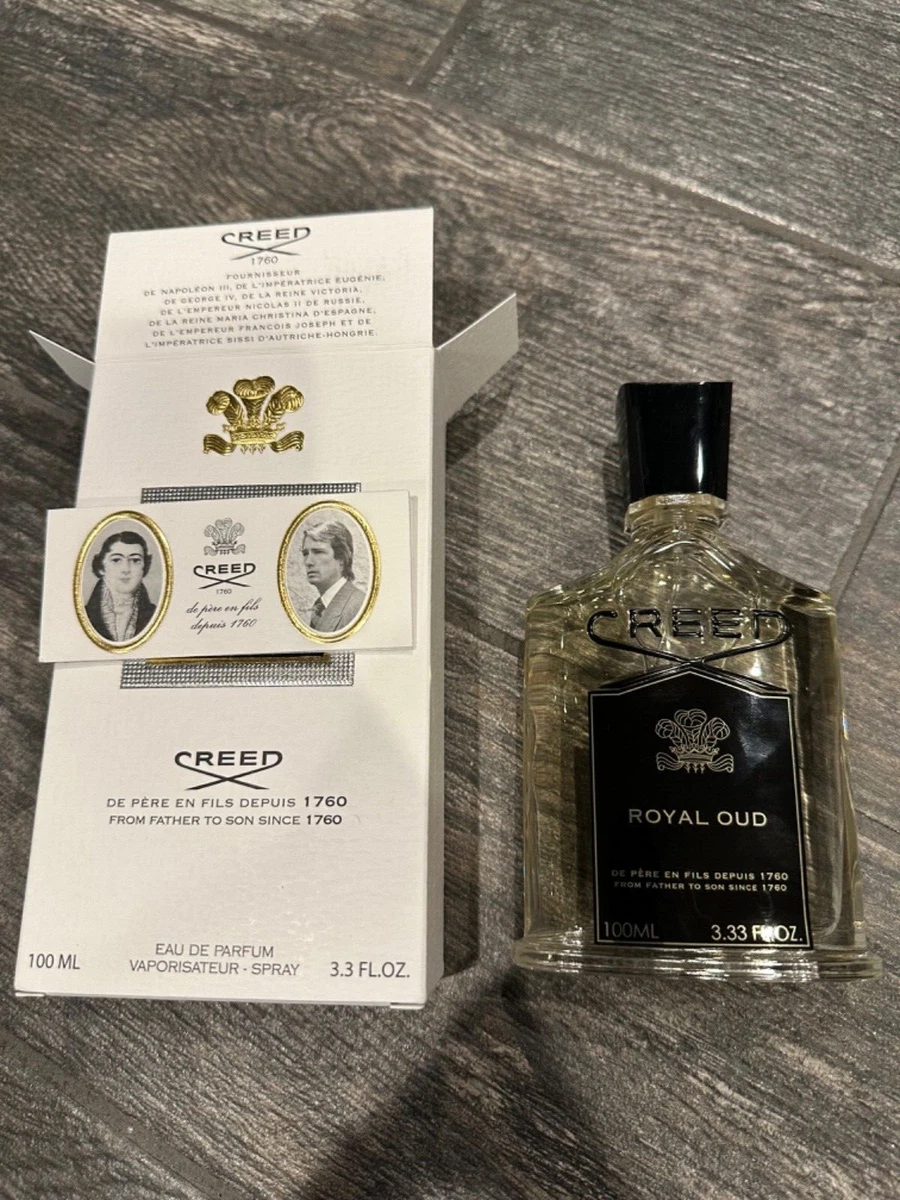 CREED
1760
FOURNISSEUR
DE NAPOLÉON III, DE L'IMPÉRATRICE EUGÉNIE,
DE GEORGE IV, DE LA REINE VICTORIA,
DE L'EMPEREUR NICOLAS II DE RUSSIE,
DE LA REINE MARIA CHRISTINA D'ESPAGNE,
DE L'EMPEREUR FRANCOIS JOSEPH ET DE
L'IMPÉRATRICE SISSI D'AUTRICHE-HONGRIE.
CREED
1760
de père en fils
depuis 1760
CREED
DE PÈRE EN FILS DEPUIS 1760
FROM FATHER TO SON SINCE 1760
100 ML
EAU DE PARFUM
VAPORISATEUR - SPRAY
3.3 FL.OZ.
CREED
ROYAL OUD
DE PÈRE EN FILS DEPUIS 1760
FROM FATHER TO SON SINCE 1760
100ML 3.33 FL.OZ.